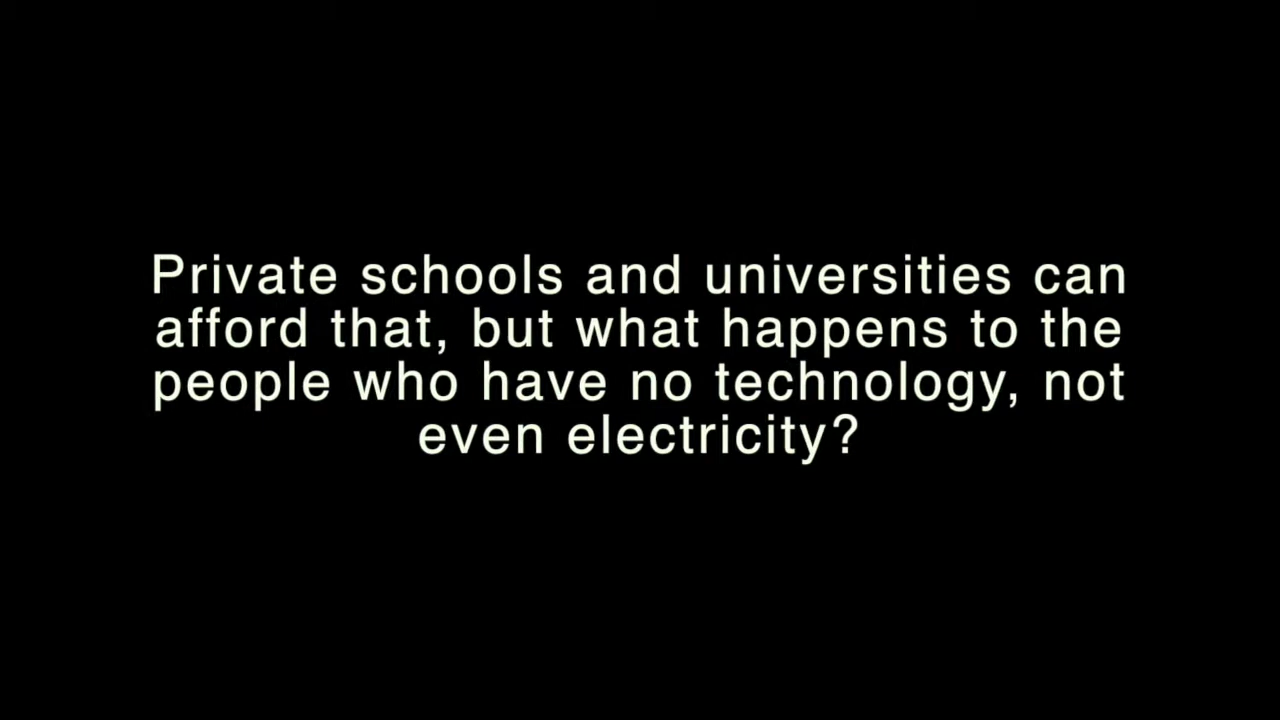 Private schools and universities can
afford that, but what happens to the
people who have no technology, not
even electricity?